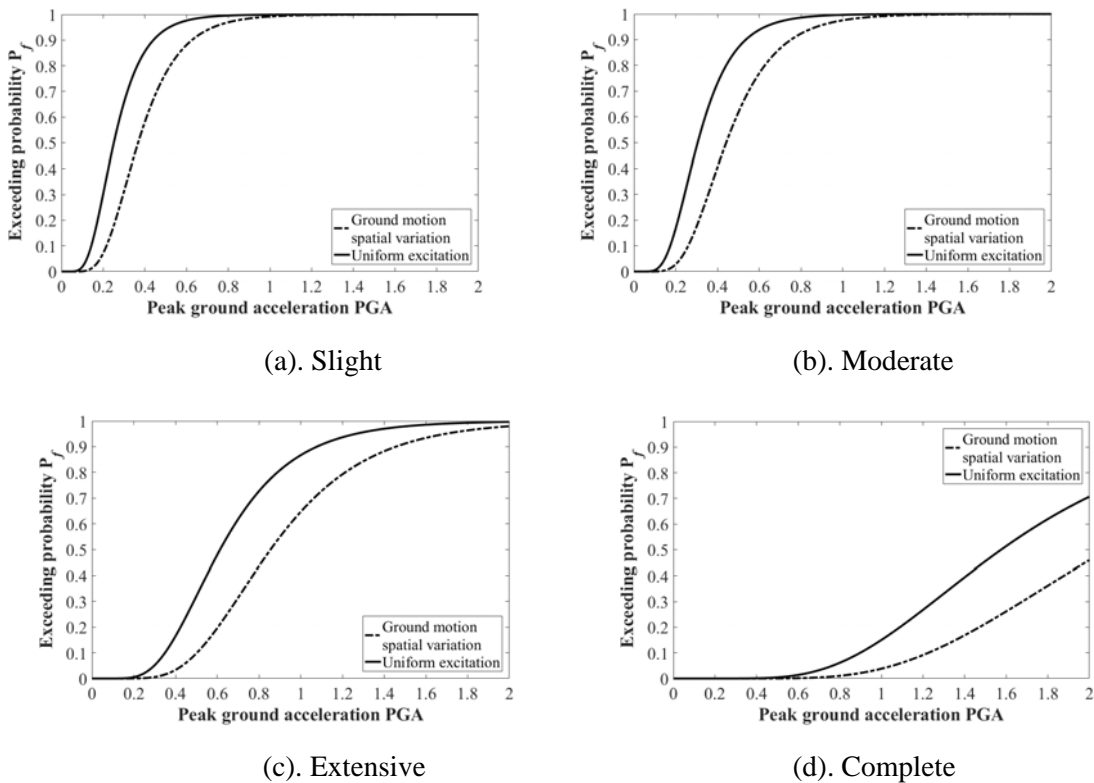 Exceeding probability P_f
1
0.9
0.8
0.7
0.6
0.5
0.4
0.3
0.2
0.1
0
Ground motion
spatial variation
Uniform excitation
0 0.2 0.4 0.6 0.8 1 1.2 1.4 1.6 1.8 2
Peak ground acceleration PGA
(a). Slight
Exceeding probability P_f
1
0.9
0.8
0.7
0.6
0.5
0.4
0.3
0.2
0.1
0
Ground motion
spatial variation
Uniform excitation
0 0.2 0.4 0.6 0.8 1 1.2 1.4 1.6 1.8 2
Peak ground acceleration PGA
(b). Moderate
Exceeding probability P_f
1
0.9
0.8
0.7
0.6
0.5
0.4
0.3
0.2
0.1
0
Ground motion
spatial variation
Uniform excitation
0 0.2 0.4 0.6 0.8 1 1.2 1.4 1.6 1.8 2
Peak ground acceleration PGA
(c). Extensive
Exceeding probability P_f
1
0.9
0.8
0.7
0.6
0.5
0.4
0.3
0.2
0.1
0
Ground motion
spatial variation
Uniform excitation
0 0.2 0.4 0.6 0.8 1 1.2 1.4 1.6 1.8 2
Peak ground acceleration PGA
(d). Complete